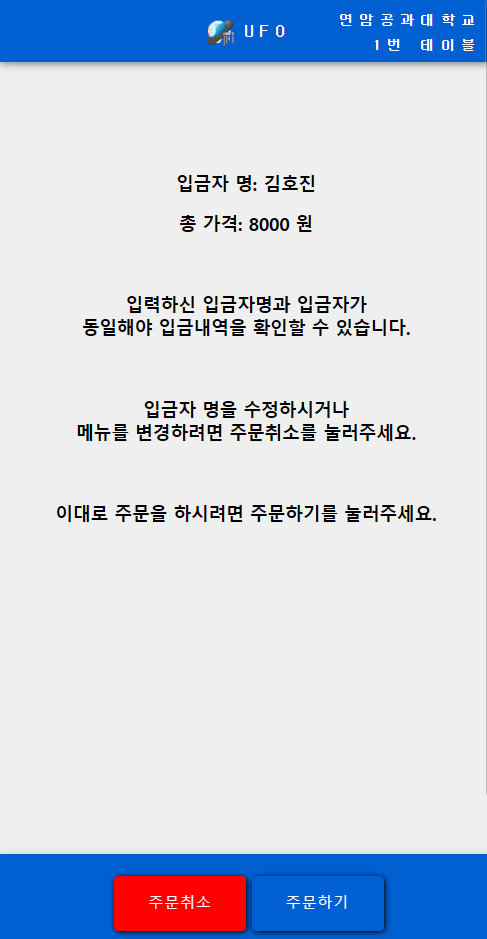 UFO
연암공과대학교
1번 테이블
입금자 명: 김호진
총 가격: 8000 원
입력하신 입금자명과 입금자가
동일해야 입금내역을 확인할 수 있습니다.
입금자 명을 수정하시거나
메뉴를 변경하려면 주문취소를 눌러주세요.
이대로 주문을 하시려면 주문하기를 눌러주세요.
주문취소
주문하기